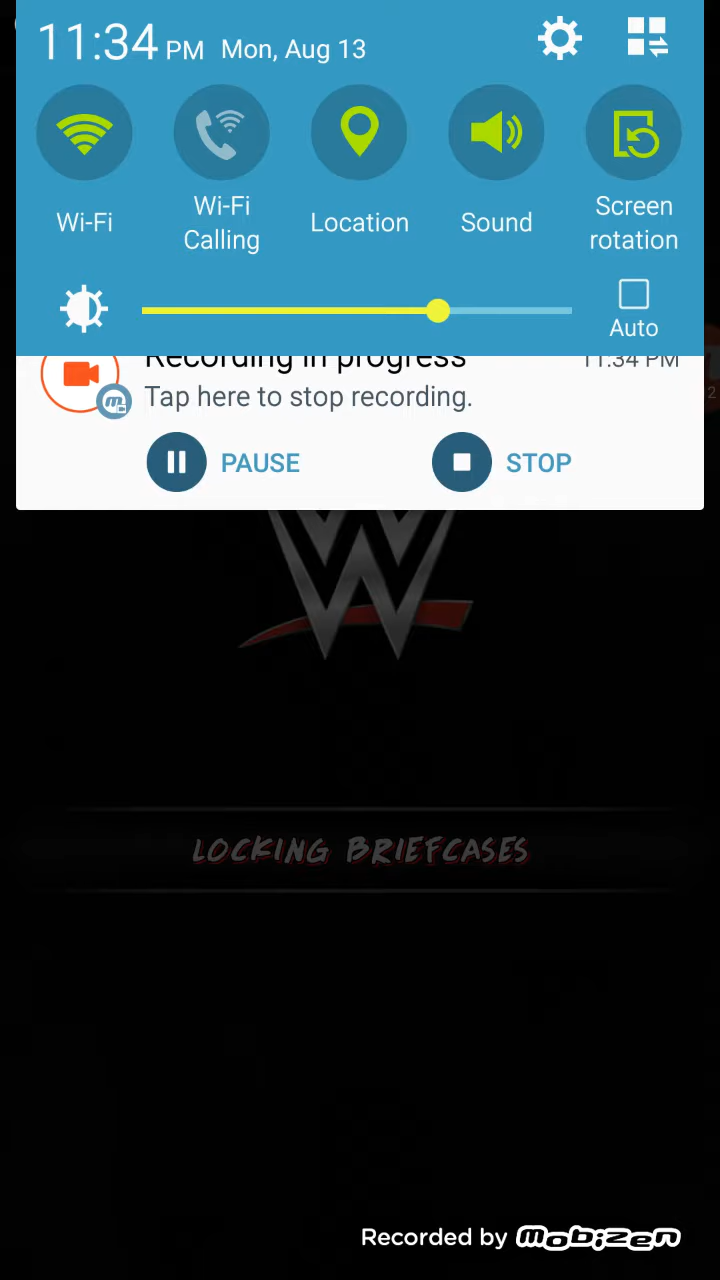 11:34 PM Mon, Aug 13
Wi-Fi
Wi-Fi Calling
Location
Sound
Screen rotation
Auto
Recording in progress 11:34 PM
Tap here to stop recording.
PAUSE STOP
W
LOCKING BRIEFCASES
Recorded by mobizen